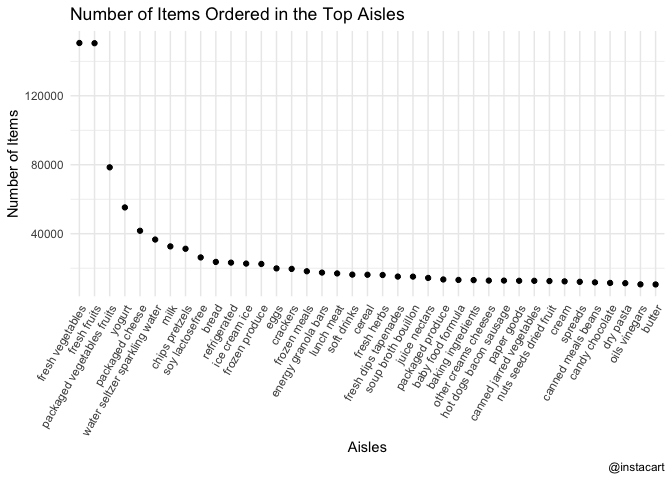 Number of Items Ordered in the Top Aisles
Number of Items
120000
80000
40000
fresh vegetables
fresh fruits
packaged vegetables fruits
yogurt
packaged cheese
water seltzer sparkling water
milk
chips pretzels
soy lactosefree
bread
refrigerated
ice cream ice
frozen produce
eggs
crackers
frozen meals
energy granola bars
lunch meat
soft drinks
cereal
fresh herbs
fresh dips tapenades
soup broth bouillon
juice nectars
packaged produce
baby food formula
baking ingredients
other creams cheeses
hot dogs bacon sausage
paper goods
canned jarred vegetables
nuts seeds dried fruit
cream
spreads
canned meals beans
candy chocolate
dry pasta
oils vinegars
butter
Aisles
@instacart